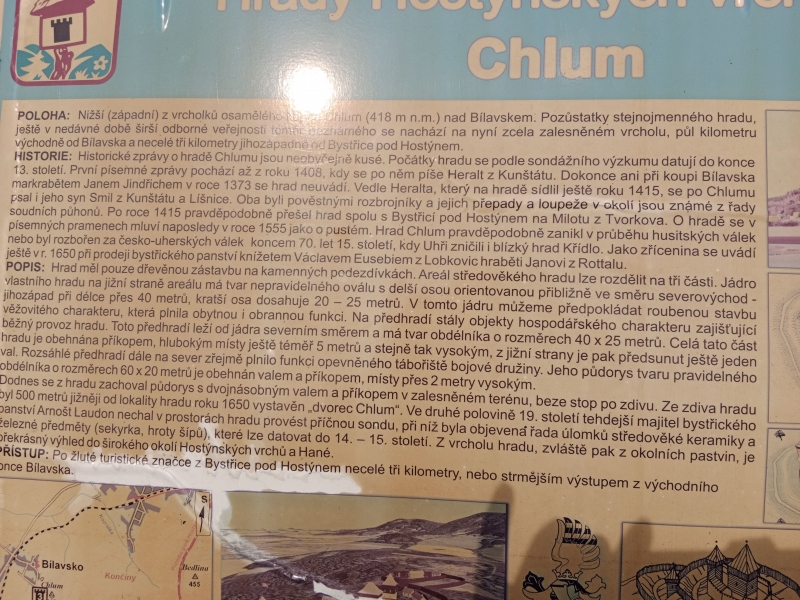 Hrady Hostýnských vrchů
Chlum
POLOHA: Nižší (západní) z vrcholků osamělého Chlum (418 m n.m.) nad Bílavskem. Pozůstatky stejnojmenného hradu,
ještě v nedávné době širší odborné veřejnosti téměř neznámého se nachází na nyní zcela zalesněném vrcholu, půl kilometru
východně od Bílavska a necelé tři kilometry jihozápadně od Bystřice pod Hostýnem.
HISTORIE: Historické zprávy o hradě Chlumu jsou neobyčejně kusé. Počátky hradu se podle sondážního výzkumu datují do konce
13. století. První písemné zprávy pochází až z roku 1408, kdy se po něm píše Heralt z Kunštátu. Dokonce ani při koupi Bílavska
markrabětem Janem Jindřichem v roce 1373 se hrad neuvádí. Vedle Heralta, který na hradě sídlil ještě roku 1415, se po Chlumu
psal i jeho syn Smil z Kunštátu a Líšnice. Oba byli pověstnými rozbrojníky a jejich přepady a loupeže v okolí jsou známé z řady
soudních půhonů. Po roce 1415 pravděpodobně přešel hrad spolu s Bystřicí pod Hostýnem na Milotu z Tvorkova. O hradě se v
písemných pramenech mluví naposledy v roce 1555 jako o pustém. Hrad Chlum pravděpodobně zanikl v průběhu husitských válek
nebo byl rozbořen za česko-uherských válek koncem 70. let 15. století, kdy Uhři zničili i blízký hrad Křídlo. Jako zřícenina se uvádí
ještě v r. 1650 při prodeji bystřického panství knížetem Václavem Eusebiem z Lobkovic hraběti Janovi z Rottalu.
POPIS: Hrad měl pouze dřevěnou zástavbu na kamenných podezdívkách. Areál středověkého hradu lze rozdělit na tři části. Jádro
vlastního hradu na jižní straně areálu má tvar nepravidelného oválu s delší osou orientovanou přibližně ve směru severovýchod -
jihozápad při délce přes 40 metrů, kratší osa dosahuje 20 – 25 metrů. V tomto jádru můžeme předpokládat roubenou stavbu
věžovitého charakteru, která plnila obytnou i obrannou funkci. Na předhradí stály objekty hospodářského charakteru zajišťující
běžný provoz hradu. Toto předhradí leží od jádra severním směrem a má tvar obdélníka o rozměrech 40 x 25 metrů. Celá tato část
hradu je obehnána příkopem, hlubokým místy ještě téměř 5 metrů a stejně tak vysokým, z jižní strany je pak předsunut ještě jeden
val. Rozsáhlé předhradí dále na sever zřejmě plnilo funkci opevněného tábořiště bojové družiny. Jeho půdorys tvaru pravidelného
obdélníka o rozměrech 60 x 20 metrů je obehnán valem a příkopem, místy přes 2 metry vysokým.
Dodnes se z hradu zachoval půdorys s dvojnásobným valem a příkopem v zalesněném terénu, beze stop po zdivu. Ze zdiva hradu
byl 500 metrů jižněji od lokality hradu roku 1650 vystavěn „dvorec Chlum“. Ve druhé polovině 19. století tehdejší majitel bystřického
panství Arnošt Laudon nechal v prostorách hradu provést příčnou sondu, při níž byla objevena řada úlomků středověké keramiky a
železné předměty (sekyrka, hroty šípů), které lze datovat do 14. – 15. století. Z vrcholu hradu, zvláště pak z okolních pastvin, je
překrásný výhled do širokého okolí Hostýnských vrchů a Hané.
PŘÍSTUP: Po žluté turistické značce z Bystřice pod Hostýnem necelé tři kilometry, nebo strmějším výstupem z východního
konce Bílavska.
S
Bílavsko
Chlum
Končiny
Bedlina
455